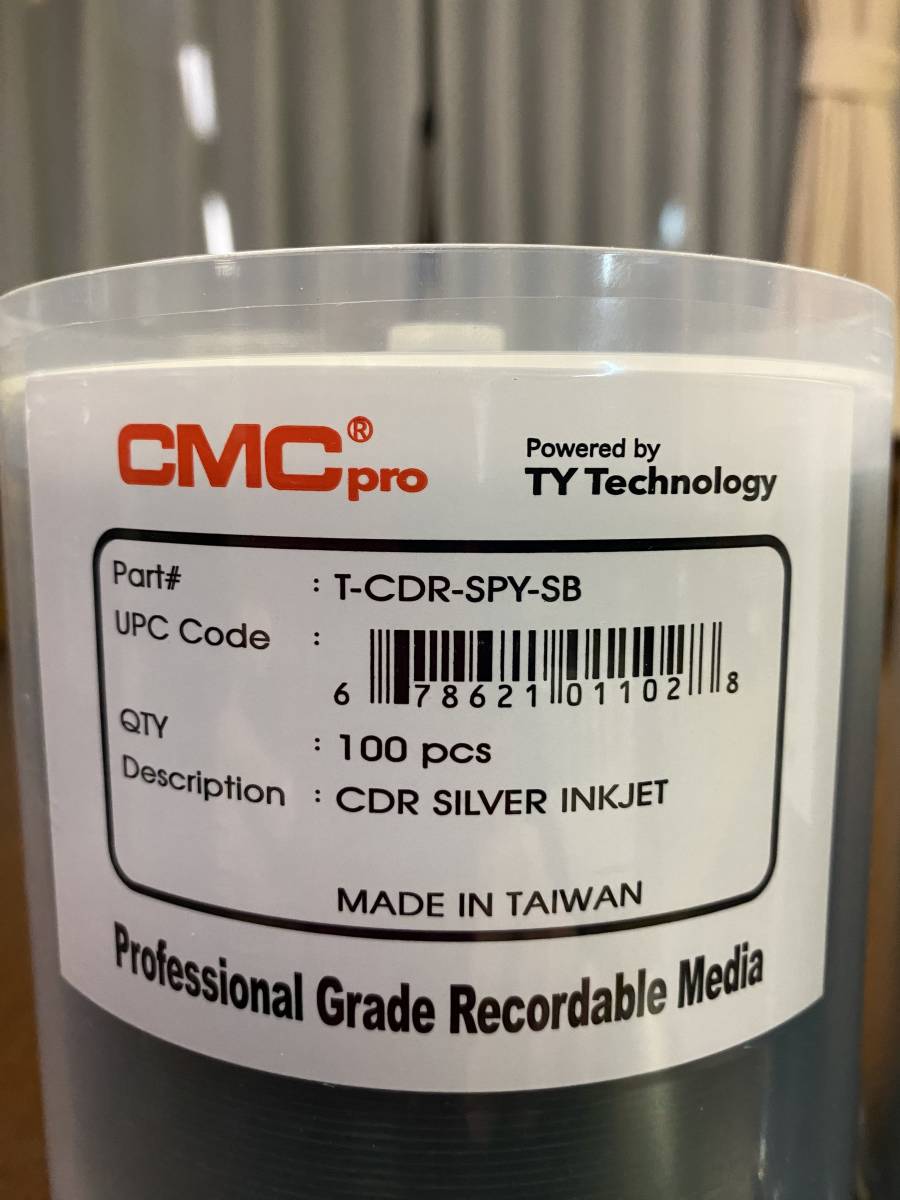 CMC® pro
Powered by
TY Technology
Part# : T-CDR-SPY-SB
UPC Code :
6 78621 01102 8
QTY : 100 pcs
Description : CDR SILVER INKJET
MADE IN TAIWAN
Professional Grade Recordable Media